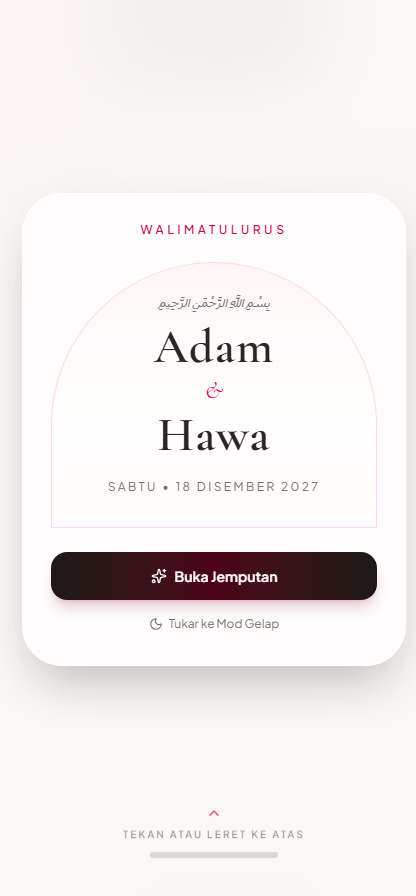 WALIMATULURUS
بِسْمِ اللَّهِ الرَّحْمَٰنِ الرَّحِيمِ
Adam
&
Hawa
SABTU • 18 DISEMBER 2027
Buka Jemputan
Tukar ke Mod Gelap
TEKAN ATAU LERET KE ATAS